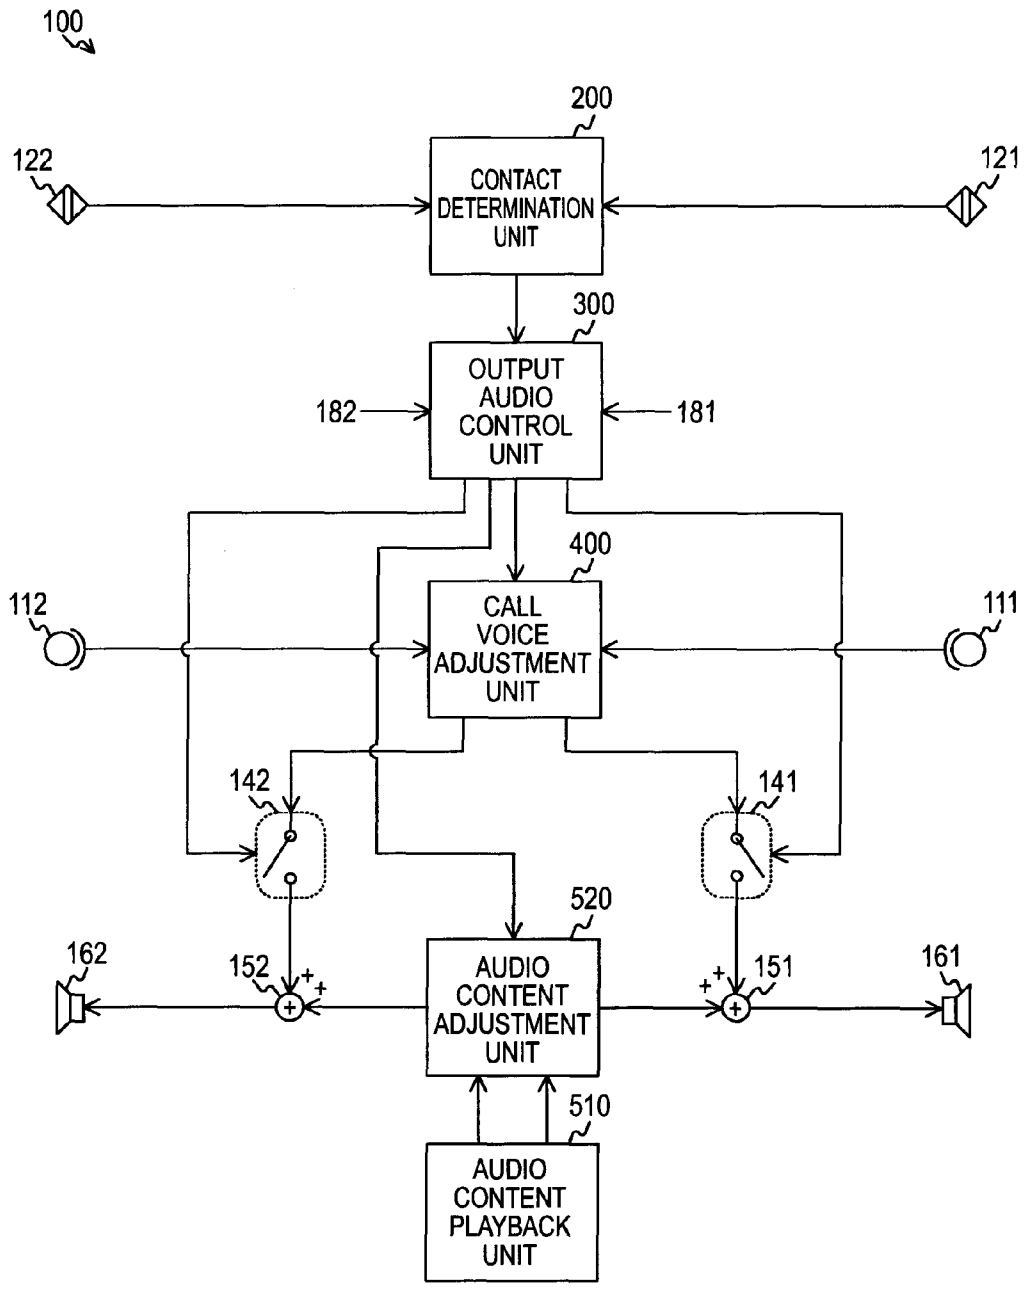 100
200
122
121
CONTACT
DETERMINATION
UNIT
300
OUTPUT
AUDIO
CONTROL
UNIT
182
181
400
112
111
CALL
VOICE
ADJUSTMENT
UNIT
142
141
520
162
152
+
+
AUDIO
CONTENT
ADJUSTMENT
UNIT
+
+
151
161
+
+
510
AUDIO
CONTENT
PLAYBACK
UNIT